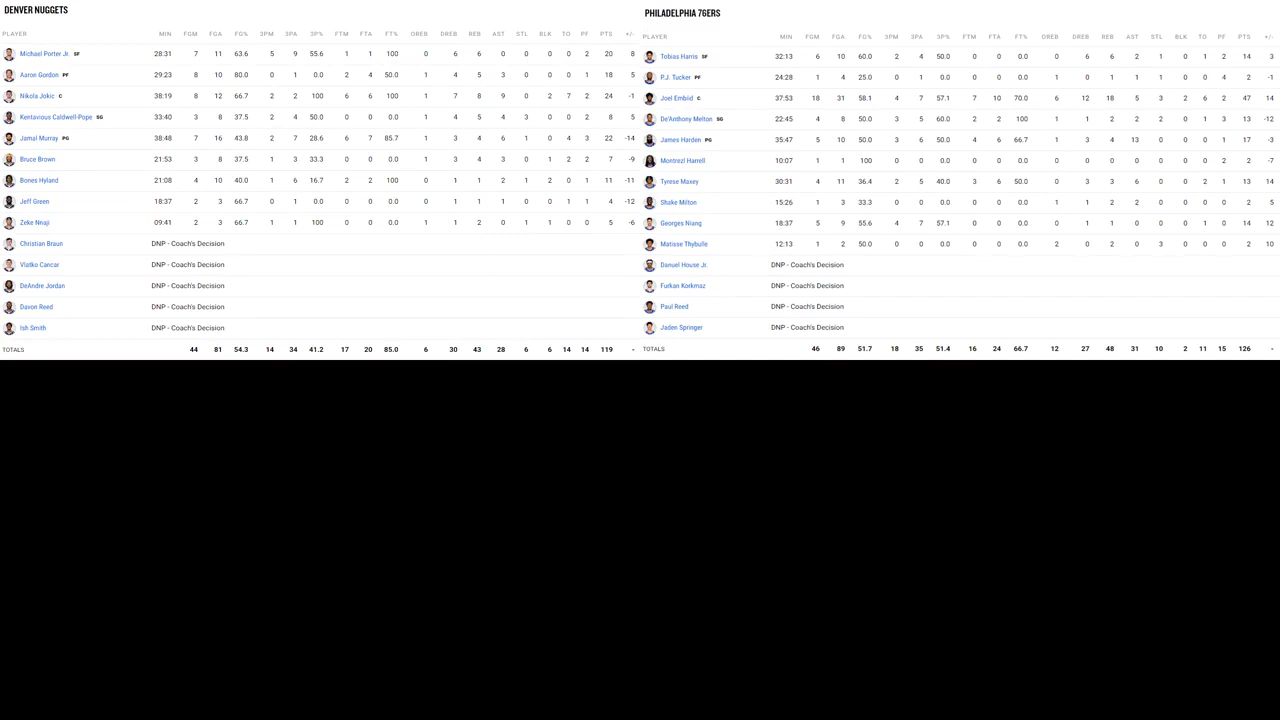 DENVER NUGGETS
PLAYER MIN FGM FGA FG% 3PM 3PA 3P% FTM FTA FT% OREB DREB REB AST STL BLK TO PF PTS +/-
Michael Porter Jr. SF 28:31 7 11 63.6 5 9 55.6 1 1 100 0 6 6 0 0 0 0 2 20 8
Aaron Gordon PF 29:23 8 10 80.0 0 1 0.0 2 4 50.0 1 4 5 3 0 0 0 1 18 5
Nikola Jokic C 38:19 8 12 66.7 2 2 100 6 6 100 1 7 8 9 0 2 7 2 24 -1
Kentavious Caldwell-Pope SG 33:40 3 8 37.5 2 4 50.0 0 0 0.0 1 4 5 4 3 0 0 2 8 5
Jamal Murray PG 38:48 7 16 43.8 2 7 28.6 6 7 85.7 1 3 4 6 1 0 4 3 22 -14
Bruce Brown 21:53 3 8 37.5 1 3 33.3 0 0 0.0 1 3 4 3 0 1 2 2 7 -9
Bones Hyland 21:08 4 10 40.0 1 6 16.7 2 2 100 0 1 1 2 1 2 0 1 11 -11
Jeff Green 18:37 2 3 66.7 0 1 0.0 0 0 0.0 0 1 1 1 0 0 1 1 4 -12
Zeke Nnaji 09:41 2 3 66.7 1 1 100 0 0 0.0 1 1 2 0 1 1 0 0 5 -6
Christian Braun DNP - Coach's Decision
Vlatko Cancar DNP - Coach's Decision
DeAndre Jordan DNP - Coach's Decision
Davon Reed DNP - Coach's Decision
Ish Smith DNP - Coach's Decision
TOTALS 44 81 54.3 14 34 41.2 17 20 85.0 6 30 43 28 6 6 14 14 119 -
PHILADELPHIA 76ERS
PLAYER MIN FGM FGA FG% 3PM 3PA 3P% FTM FTA FT% OREB DREB REB AST STL BLK TO PF PTS +/-
Tobias Harris SF 32:13 6 10 60.0 2 4 50.0 0 0 0.0 0 6 6 2 1 0 1 2 14 3
P.J. Tucker PF 24:28 1 4 25.0 0 0 0.0 0 0 0.0 1 0 1 1 1 0 0 4 2 -1
Joel Embiid C 37:53 18 31 58.1 4 7 57.1 7 10 70.0 6 12 18 5 3 2 6 2 47 14
De'Anthony Melton SG 22:45 4 8 50.0 3 5 60.0 2 2 100 1 1 2 2 2 0 1 3 13 -12
James Harden PG 35:47 5 10 50.0 3 6 50.0 4 6 66.7 1 3 4 13 0 0 0 1 17 -3
Montrezl Harrell 10:07 1 1 100 0 0 0.0 0 0 0.0 0 0 0 0 0 0 0 2 2 -7
Tyrese Maxey 30:31 4 11 36.4 2 5 40.0 3 6 50.0 0 3 3 6 0 0 2 1 13 14
Shake Milton 15:26 1 3 33.3 0 0 0.0 0 0 0.0 1 1 2 2 0 0 0 0 2 5
Georges Niang 18:37 5 9 55.6 4 7 57.1 0 0 0.0 0 1 1 0 0 0 1 0 14 12
Matisse Thybulle 12:13 1 2 50.0 0 0 0.0 0 0 0.0 2 0 2 0 3 0 0 0 2 10
Danuel House Jr. DNP - Coach's Decision
Furkan Korkmaz DNP - Coach's Decision
Paul Reed DNP - Coach's Decision
Jaden Springer DNP - Coach's Decision
TOTALS 46 89 51.7 18 35 51.4 16 24 66.7 12 27 48 31 10 2 11 15 126 -